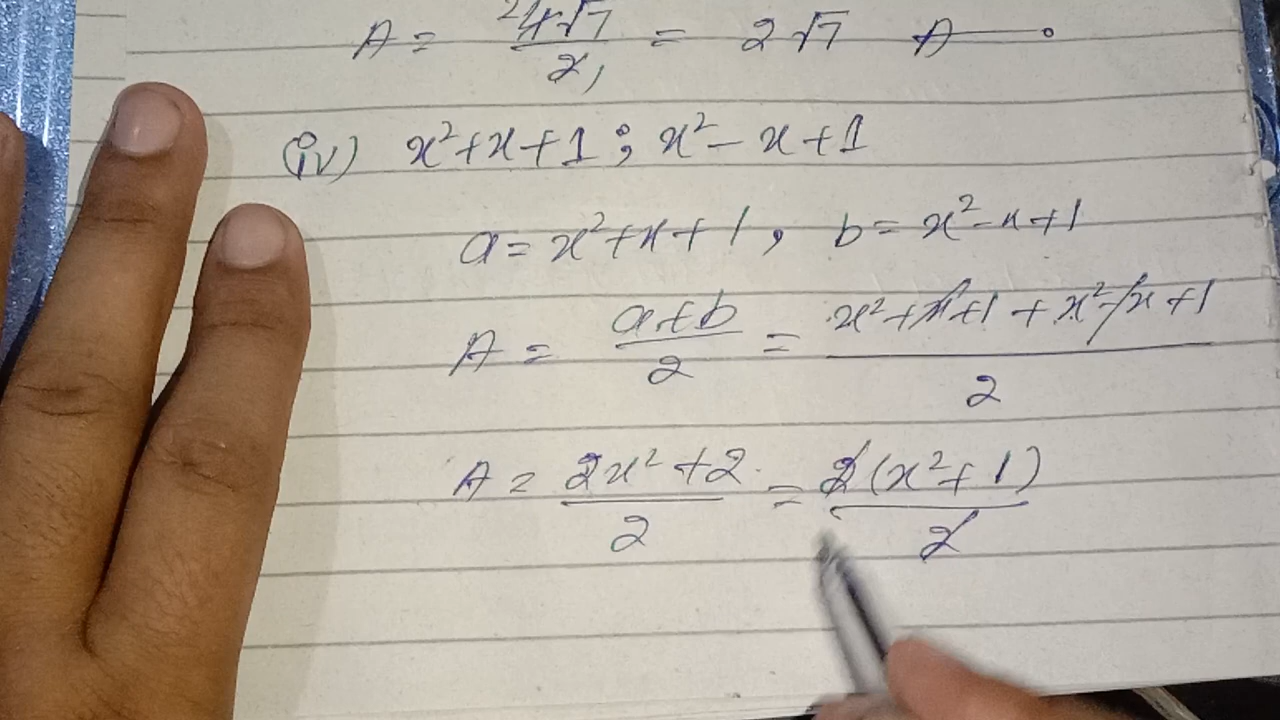 A = 4√7/2 = 2√7 A
(iv) x²+x+1 ; x²-x+1
a = x²+x+1 , b = x²-x+1
A = a+b/2 = x²+x+1+x²-x+1/2
A = 2x²+2/2 = 2(x²+1)/2